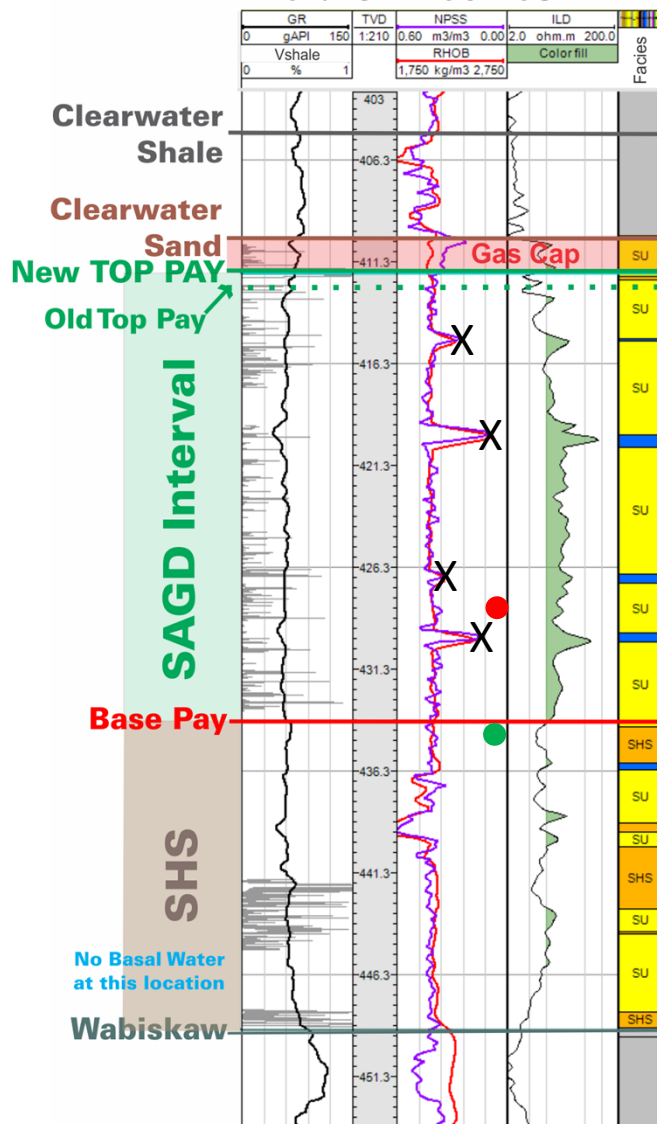 GR
TVD
NPSS
ILD
0 gAPI 150
1:210
0.60 m3/m3 0.00
2.0 ohm.m 200.0
Vshale
RHOB
Color fill
0 % 1
1,750 kg/m3 2,750
Facies
403
Clearwater
Shale
406.3
Clearwater
Sand
Gas Cap
SU
411.3
New TOP PAY
Old Top Pay
SU
X
416.3
SU
X
421.3
SAGD Interval
SU
426.3
X
SU
X
431.3
SU
Base Pay
SHS
436.3
SU
SU
441.3
SHS
SHS
SU
No Basal Water
at this location
446.3
SU
SHS
Wabiskaw
451.3